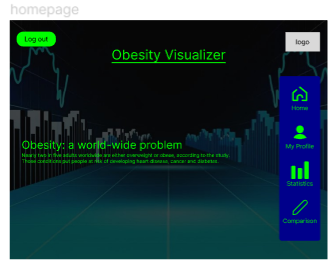 homepage
Log out
logo
Obesity Visualizer
Home
My Profile
Obesity: a world-wide problem
Nearly two in five adults worldwide are either overweight or obese, according to the study.
These conditions put people at risk of developing heart disease, cancer and diabetes.
Statistics
Comparison